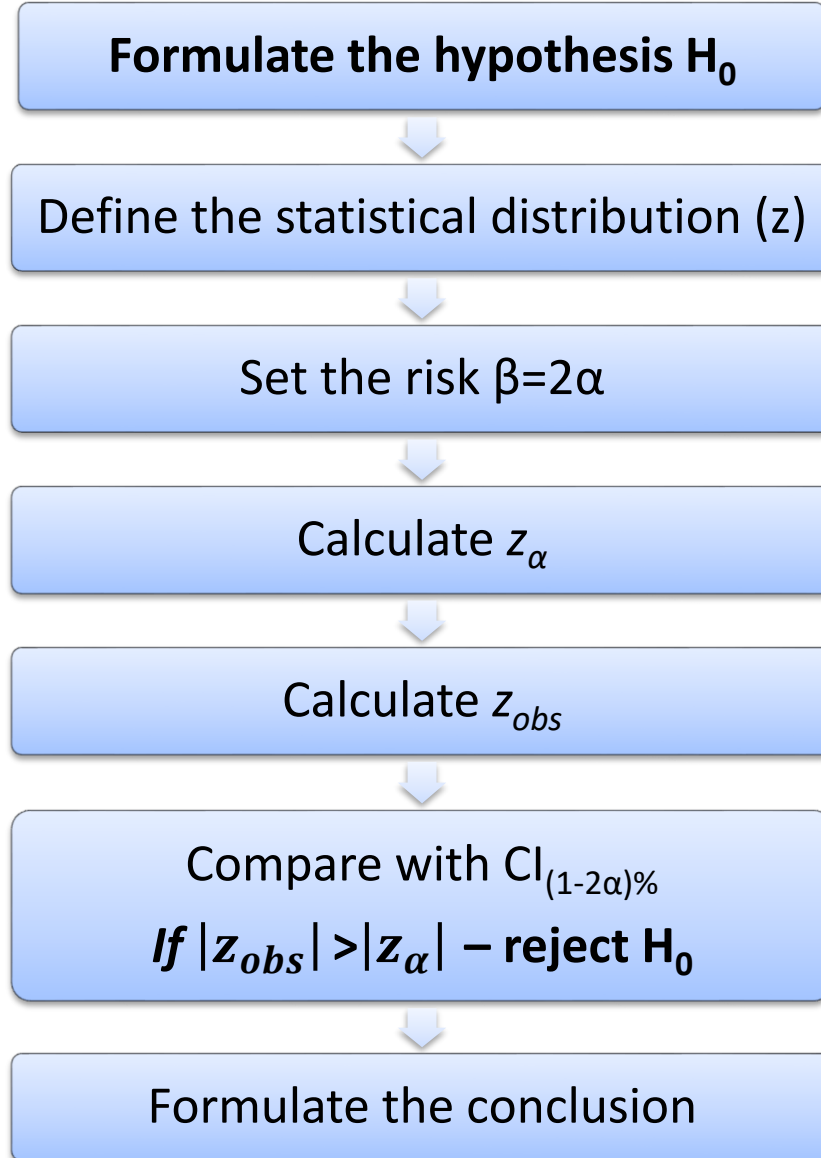 Formulate the hypothesis H₀
Define the statistical distribution (z)
Set the risk β=2α
Calculate zα
Calculate zobs
Compare with CI(1-2α)%
If |zobs| >|zα| – reject H₀
Formulate the conclusion